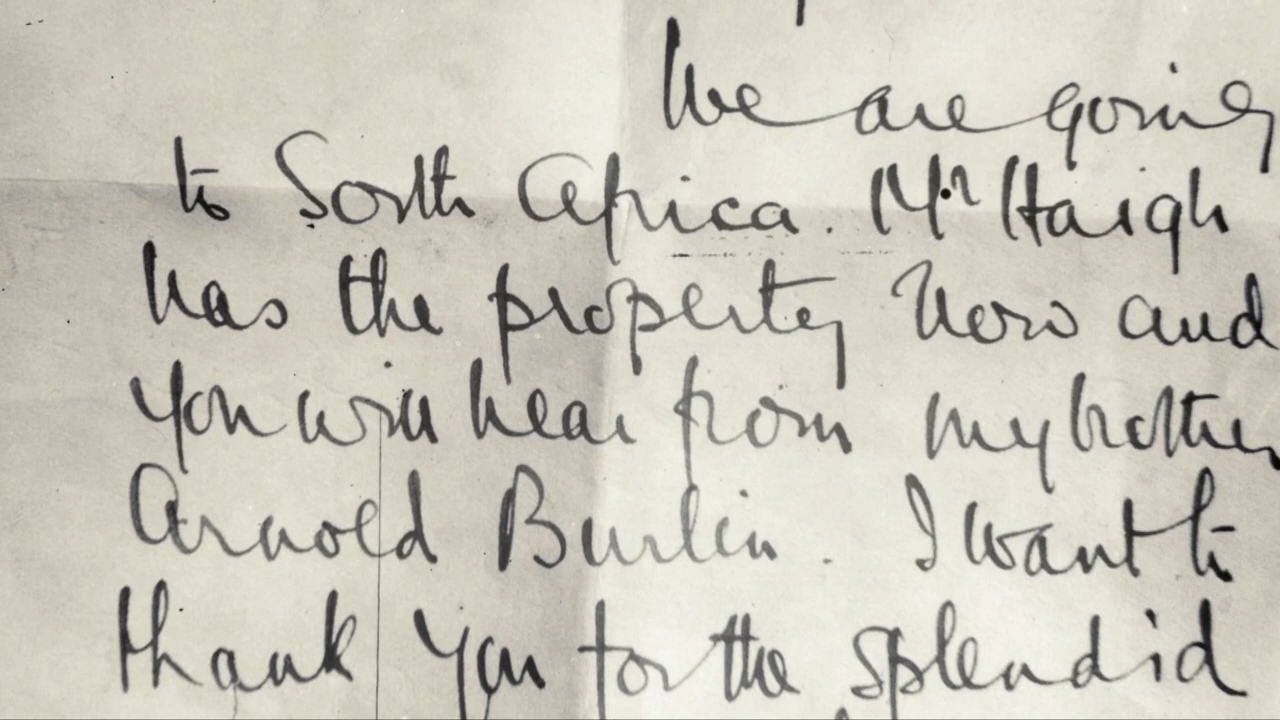 We are going
to South Africa. Mr Haigh
has the property now and
you will hear from my brother
Arnold Burlin. I want to
thank you for the splendid